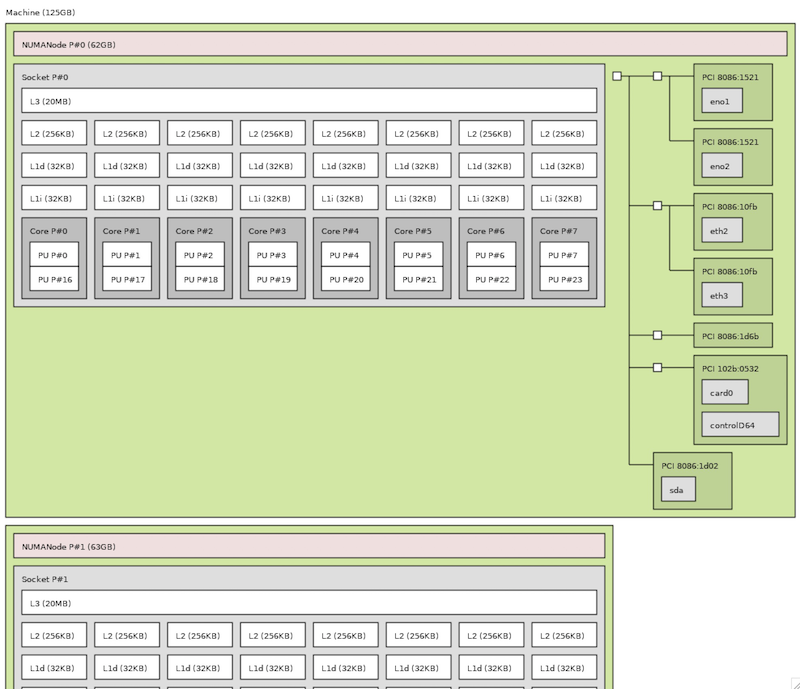 Machine (125GB)
NUMANode P#0 (62GB)
Socket P#0
L3 (20MB)
L2 (256KB) L2 (256KB) L2 (256KB) L2 (256KB) L2 (256KB) L2 (256KB) L2 (256KB) L2 (256KB)
L1d (32KB) L1d (32KB) L1d (32KB) L1d (32KB) L1d (32KB) L1d (32KB) L1d (32KB) L1d (32KB)
L1i (32KB) L1i (32KB) L1i (32KB) L1i (32KB) L1i (32KB) L1i (32KB) L1i (32KB) L1i (32KB)
Core P#0 Core P#1 Core P#2 Core P#3 Core P#4 Core P#5 Core P#6 Core P#7
PU P#0 PU P#1 PU P#2 PU P#3 PU P#4 PU P#5 PU P#6 PU P#7
PU P#16 PU P#17 PU P#18 PU P#19 PU P#20 PU P#21 PU P#22 PU P#23
PCI 8086:1521
eno1
PCI 8086:1521
eno2
PCI 8086:10fb
eth2
PCI 8086:10fb
eth3
PCI 8086:1d6b
PCI 102b:0532
card0
controlD64
PCI 8086:1d02
sda
NUMANode P#1 (63GB)
Socket P#1
L3 (20MB)
L2 (256KB) L2 (256KB) L2 (256KB) L2 (256KB) L2 (256KB) L2 (256KB) L2 (256KB) L2 (256KB)
L1d (32KB) L1d (32KB) L1d (32KB) L1d (32KB) L1d (32KB) L1d (32KB) L1d (32KB) L1d (32KB)